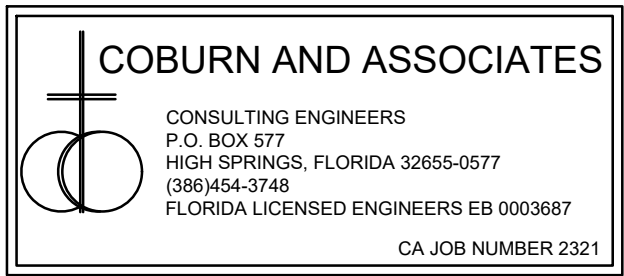 COBURN AND ASSOCIATES
CONSULTING ENGINEERS
P.O. BOX 577
HIGH SPRINGS, FLORIDA 32655-0577
(386)454-3748
FLORIDA LICENSED ENGINEERS EB 0003687
CA JOB NUMBER 2321